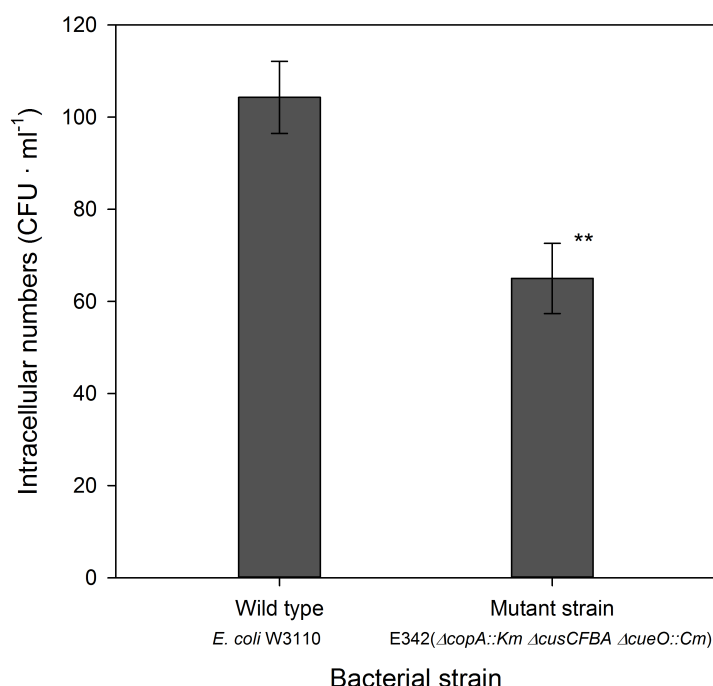 120
100
80
60
40
20
0
Intracellular numbers (CFU · ml⁻¹)
**
Wild type
E. coli W3110
Mutant strain
E342(ΔcopA::Km ΔcusCFBA ΔcueO::Cm)
Bacterial strain